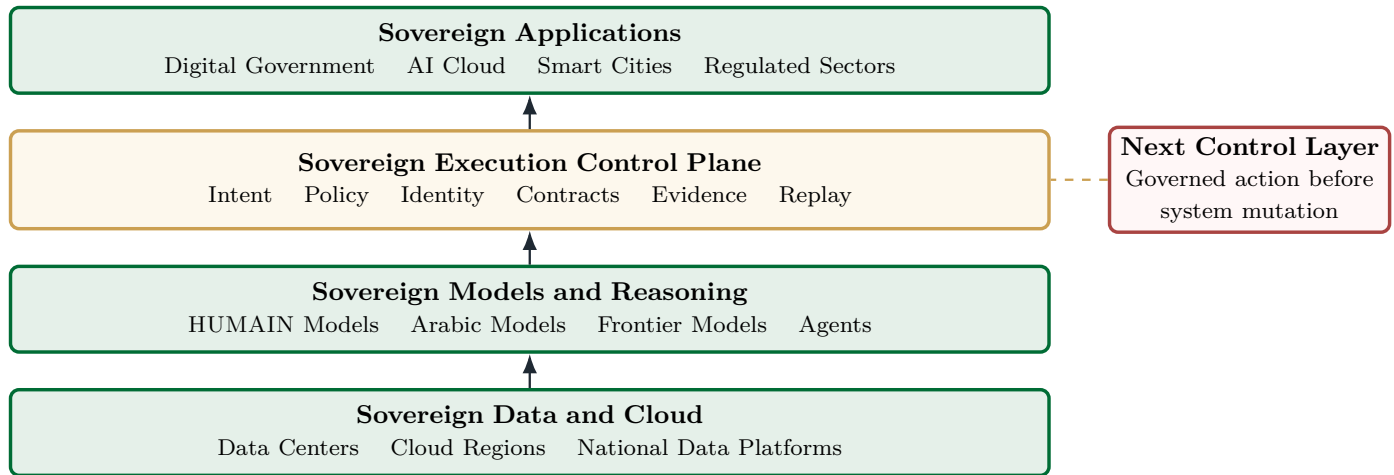 Sovereign Applications
Digital Government AI Cloud Smart Cities Regulated Sectors
Sovereign Execution Control Plane
Intent Policy Identity Contracts Evidence Replay
Next Control Layer
Governed action before
system mutation
Sovereign Models and Reasoning
HUMAIN Models Arabic Models Frontier Models Agents
Sovereign Data and Cloud
Data Centers Cloud Regions National Data Platforms